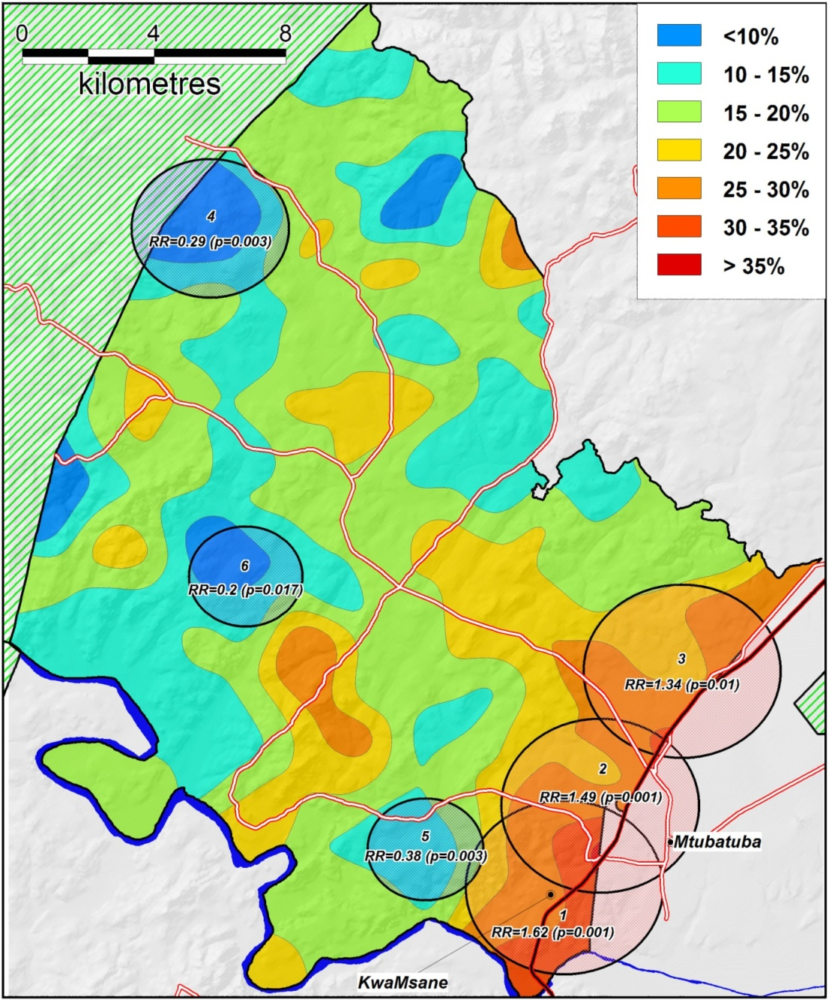 0 4 8
kilometres
<10%
10 - 15%
15 - 20%
20 - 25%
25 - 30%
30 - 35%
> 35%
4
RR=0.29 (p=0.003)
6
RR=0.2 (p=0.017)
3
RR=1.34 (p=0.01)
2
RR=1.49 (p=0.001)
5
RR=0.38 (p=0.003)
Mtubatuba
1
RR=1.62 (p=0.001)
KwaMsane